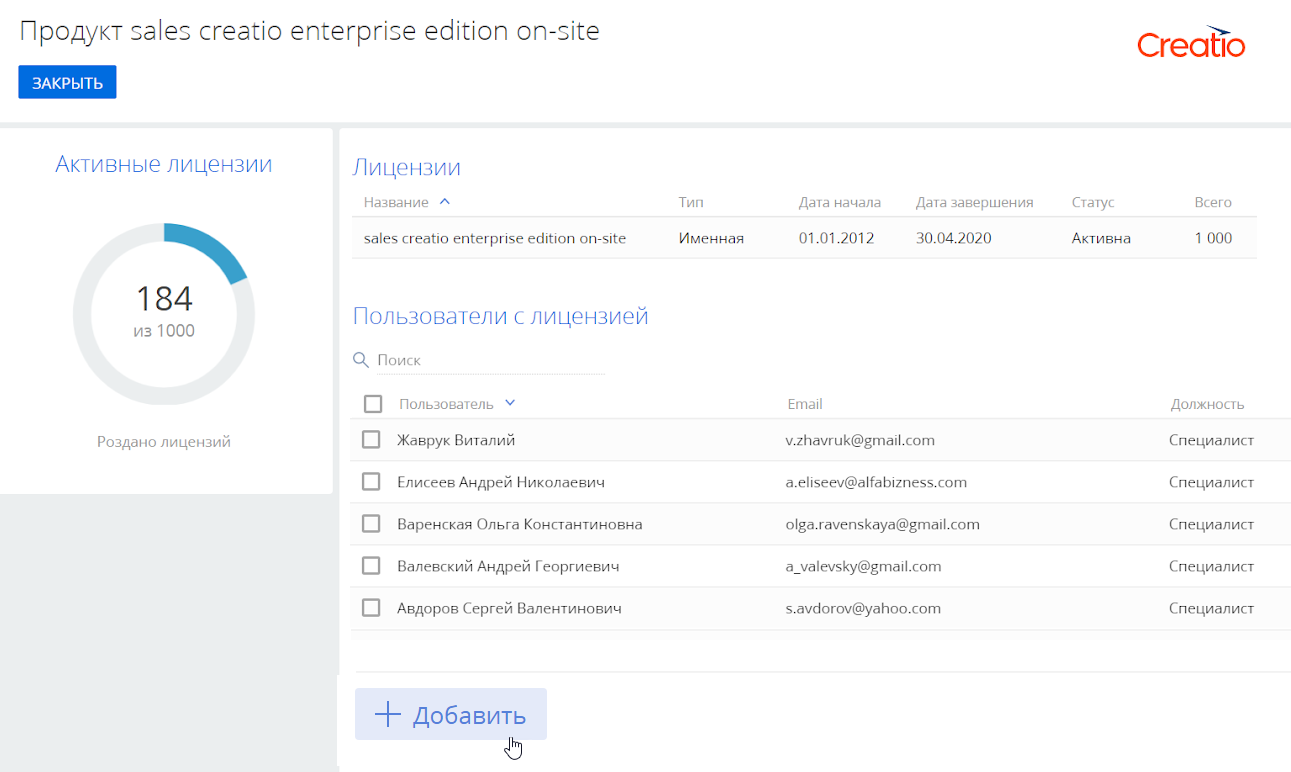 Продукт sales creatio enterprise edition on-site
Creatio
ЗАКРЫТЬ
Активные лицензии
184
из 1000
Роздано лицензий
Лицензии
Название Тип Дата начала Дата завершения Статус Всего
sales creatio enterprise edition on-site Именная 01.01.2012 30.04.2020 Активна 1 000
Пользователи с лицензией
Поиск
Пользователь Email Должность
Жаврук Виталий v.zhavruk@gmail.com Специалист
Елисеев Андрей Николаевич a.eliseev@alfabizness.com Специалист
Варенская Ольга Константиновна olga.ravenskaya@gmail.com Специалист
Валевский Андрей Георгиевич a_valevsky@gmail.com Специалист
Авдоров Сергей Валентинович s.avdorov@yahoo.com Специалист
Добавить